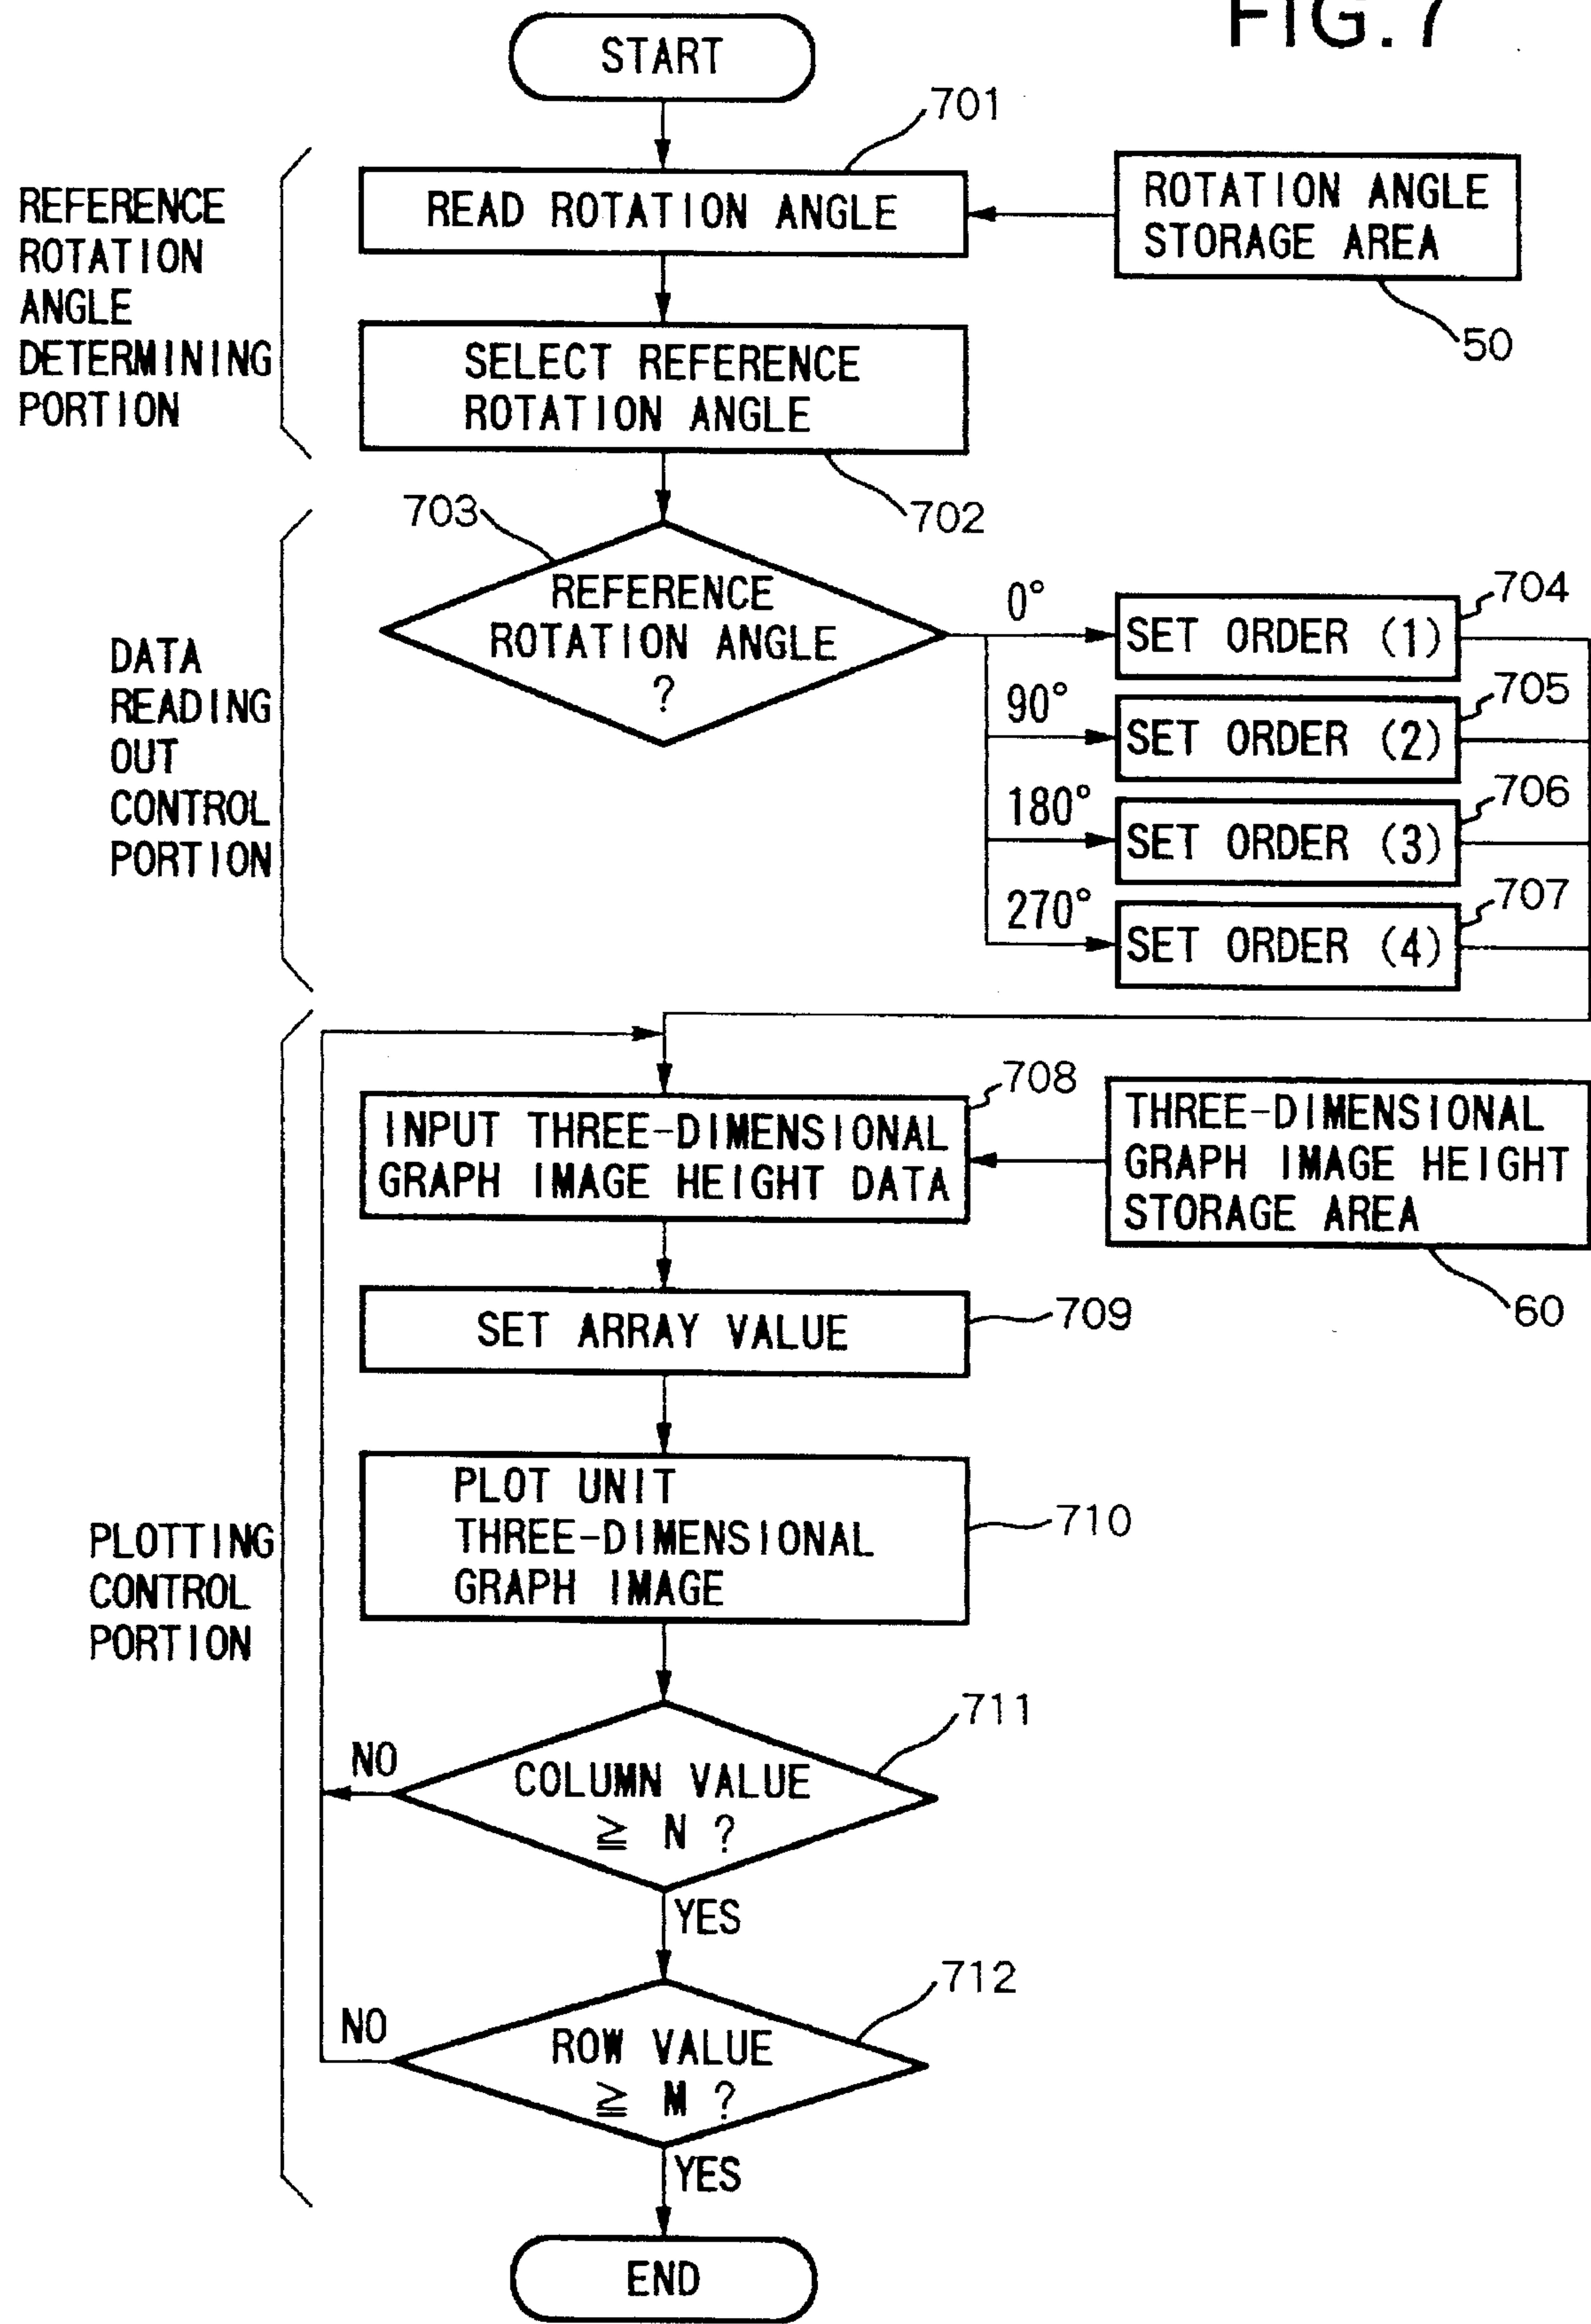 FIG. 7
START
701
READ ROTATION ANGLE
ROTATION ANGLE
STORAGE AREA
50
REFERENCE
ROTATION
ANGLE
DETERMINING
PORTION
SELECT REFERENCE
ROTATION ANGLE
702
703
REFERENCE
ROTATION ANGLE
?
DATA
READING
OUT
CONTROL
PORTION
0°
SET ORDER (1)
704
90°
SET ORDER (2)
705
180°
SET ORDER (3)
706
270°
SET ORDER (4)
707
708
INPUT THREE-DIMENSIONAL
GRAPH IMAGE HEIGHT DATA
THREE-DIMENSIONAL
GRAPH IMAGE HEIGHT
STORAGE AREA
60
SET ARRAY VALUE
709
PLOT UNIT
THREE-DIMENSIONAL
GRAPH IMAGE
710
PLOTTING
CONTROL
PORTION
711
NO
COLUMN VALUE
≧ N ?
YES
712
NO
ROW VALUE
≧ M ?
YES
END